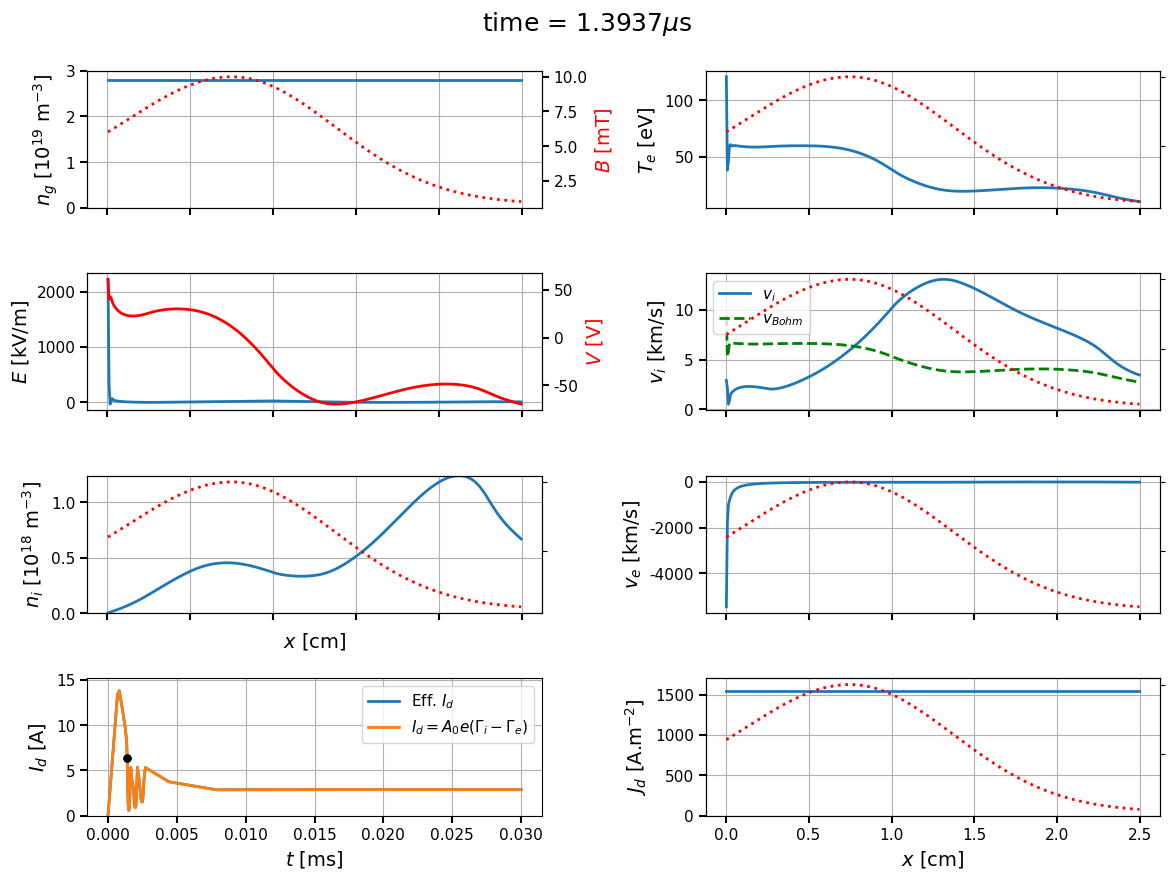 time = 1.3937μs
n_g [10^19 m^−3]
3
2
1
0
10.0
7.5
5.0
2.5
B [mT]
T_e [eV]
100
50
E [kV/m]
2000
1000
0
50
0
-50
V [V]
v_i [km/s]
10
5
0
v_i
v_Bohm
n_i [10^18 m^−3]
1.0
0.5
0.0
x [cm]
v_e [km/s]
0
-2000
-4000
I_d [A]
15
10
5
0
Eff. I_d
I_d = A_0e(Γ_i − Γ_e)
0.000 0.005 0.010 0.015 0.020 0.025 0.030
t [ms]
J_d [A.m^−2]
1500
1000
500
0
0.0 0.5 1.0 1.5 2.0 2.5
x [cm]